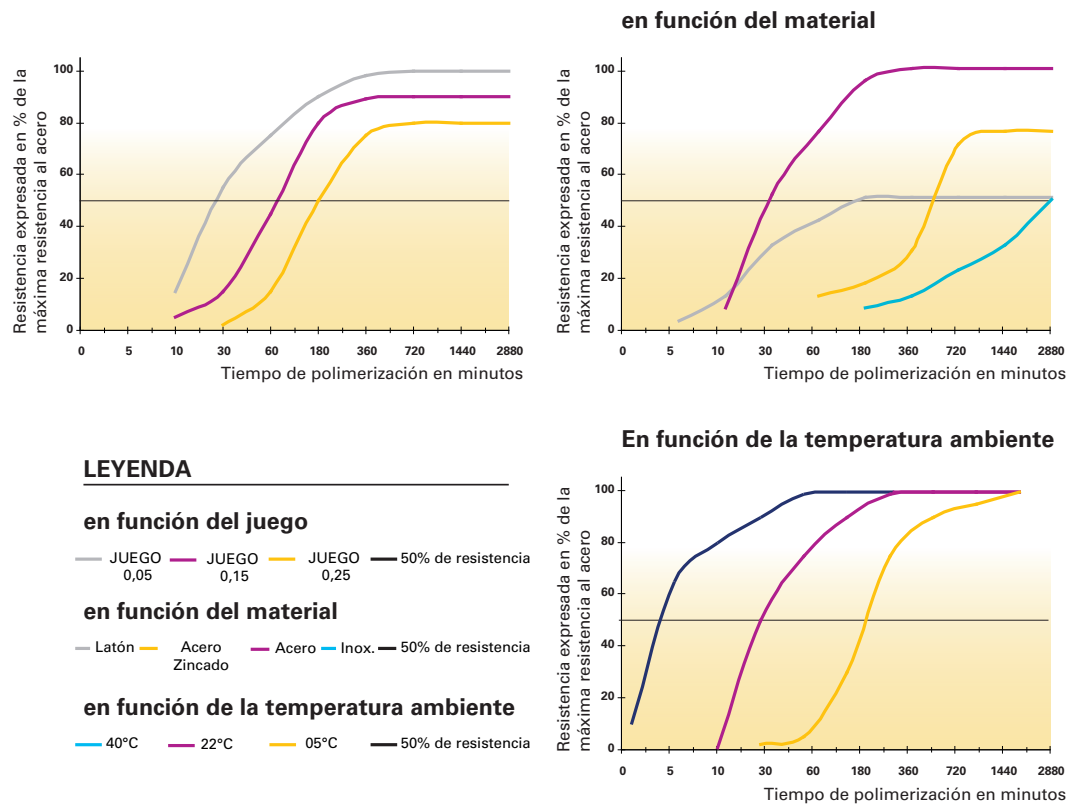 en función del material
Resistencia expresada en % de la
máxima resistencia al acero
100
80
60
40
20
0
0 5 10 30 60 180 360 720 1440 2880
Tiempo de polimerización en minutos
Resistencia expresada en % de la
máxima resistencia al acero
100
80
60
40
20
0
0 5 10 30 60 180 360 720 1440 2880
Tiempo de polimerización en minutos
LEYENDA
en función del juego
JUEGO JUEGO JUEGO 50% de resistencia
0,05 0,15 0,25
en función del material
Latón Acero Acero Inox. 50% de resistencia
Zincado
en función de la temperatura ambiente
40°C 22°C 05°C 50% de resistencia
En función de la temperatura ambiente
Resistencia expresada en % de la
máxima resistencia al acero
100
80
60
40
20
0
0 5 10 30 60 180 360 720 1440 2880
Tiempo de polimerización en minutos